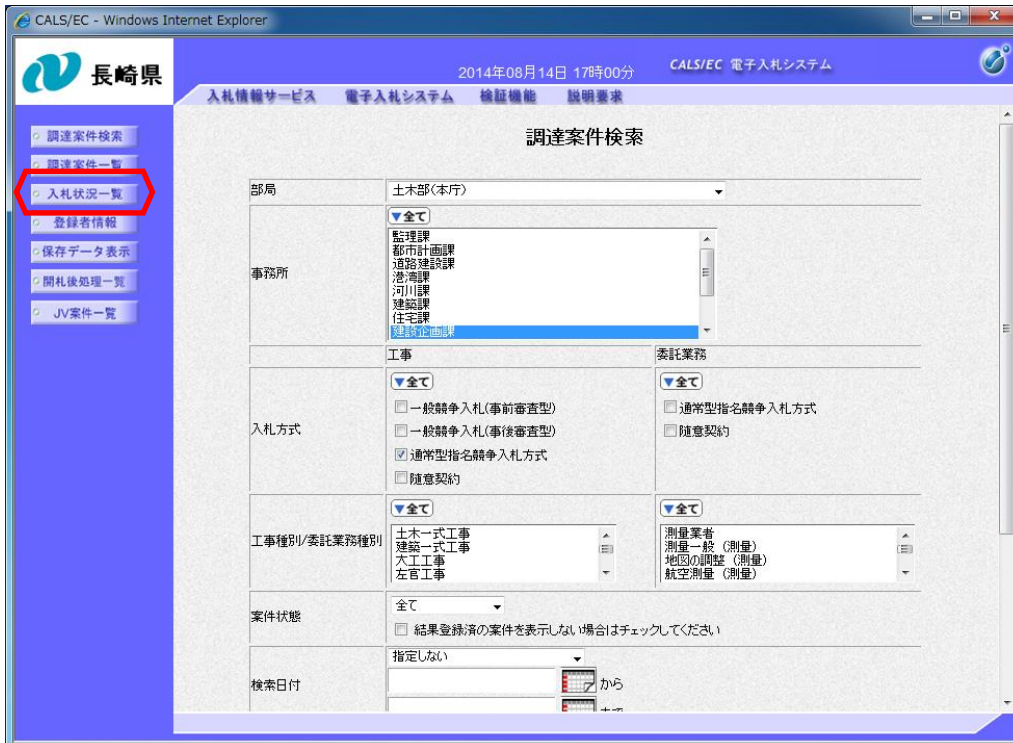 CALS/EC - Windows Internet Explorer
長崎県
2014年08月14日 17時00分
CALS/EC 電子入札システム
入札情報サービス 電子入札システム 検証機能 説明要求
調達案件検索
調達案件一覧
入札状況一覧
登録者情報
保存データ表示
開札後処理一覧
JV案件一覧
調達案件検索
部局 土木部(本庁)
事務所
▼全て
監理課
都市計画課
道路建設課
港湾課
河川課
建築課
住宅課
建設企画課
工事 委託業務
入札方式
▼全て ▼全て
一般競争入札(事前審査型) 通常型指名競争入札方式
一般競争入札(事後審査型) 随意契約
通常型指名競争入札方式
随意契約
工事種別/委託業務種別
▼全て ▼全て
土木一式工事 測量業者
建築一式工事 測量一般 (測量)
大工工事 地図の調整 (測量)
左官工事 航空測量 (測量)
案件状態 全て
結果登録済の案件を表示しない場合はチェックしてください
検索日付 指定しない
から
まで